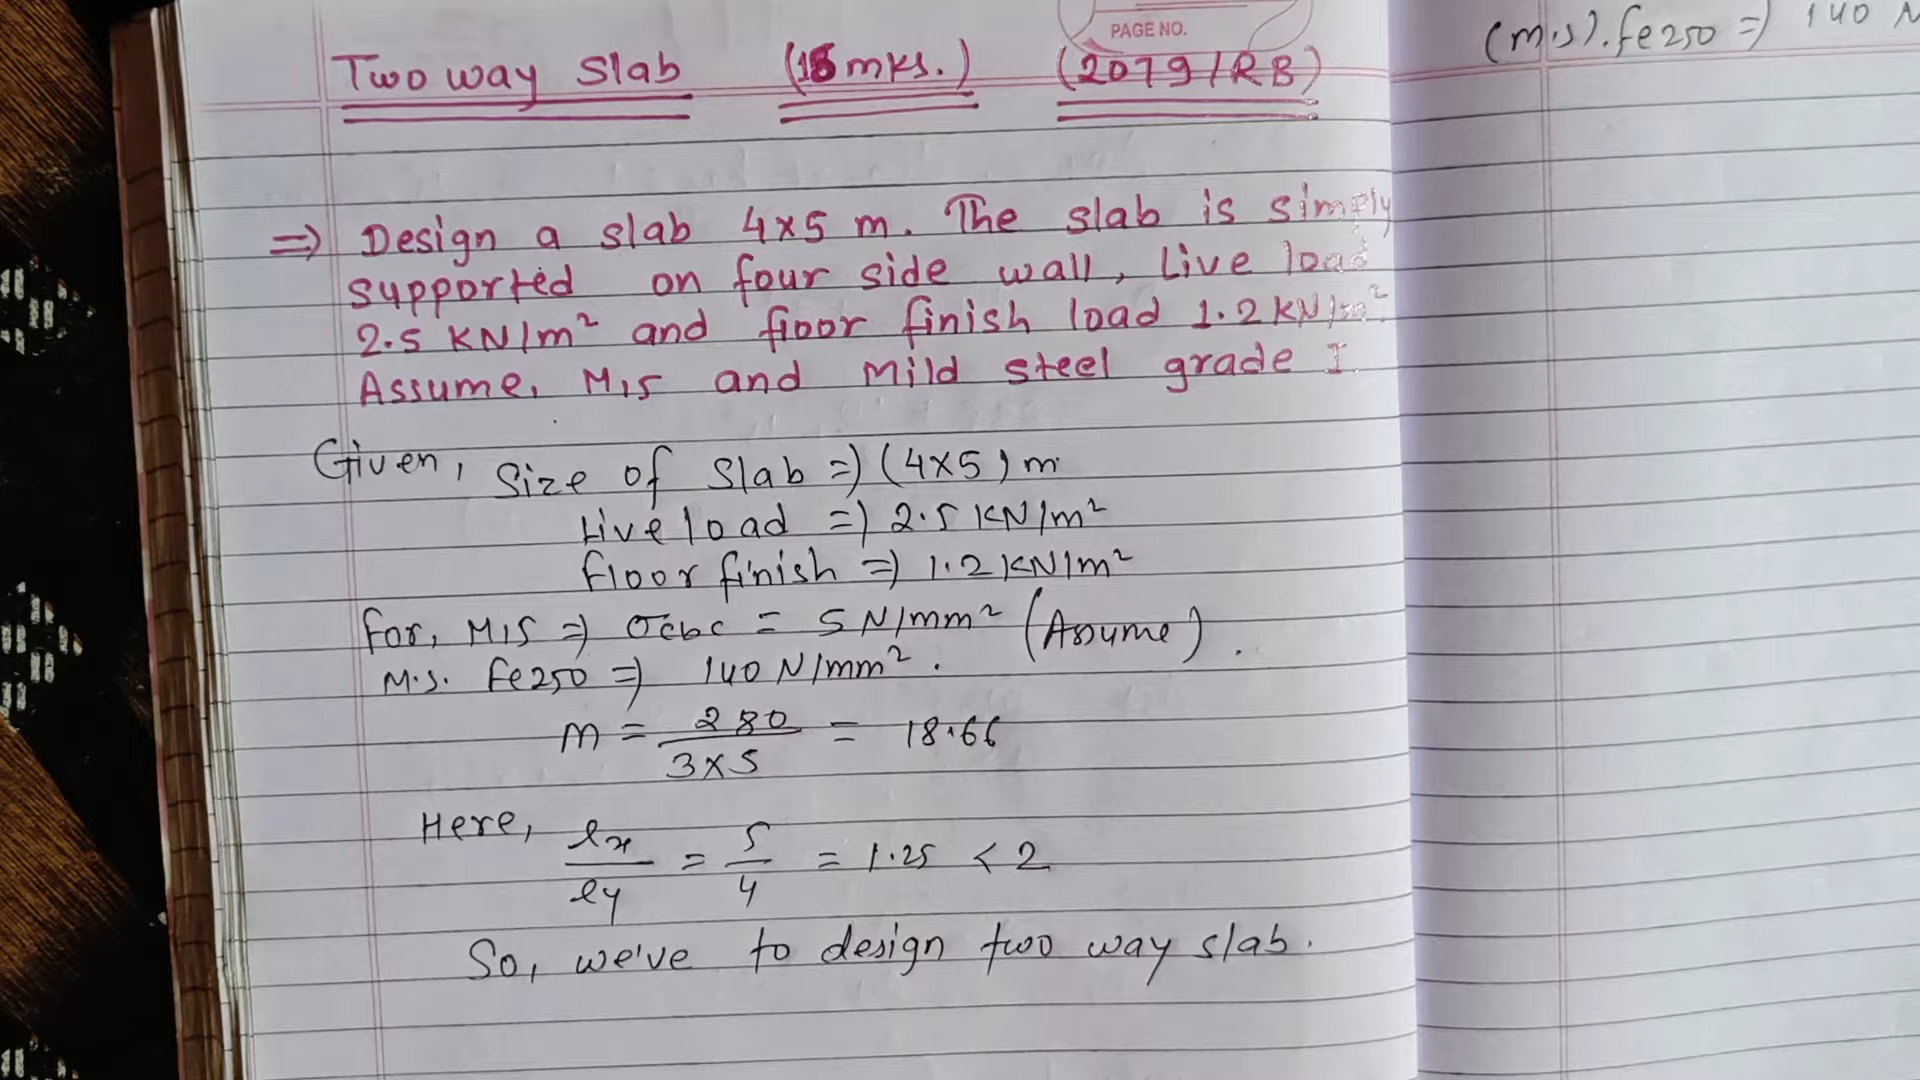 PAGE NO.
Two way Slab (16 mks.) (2079/RB)
(m.s). fe250 => 140 N
=> Design a slab 4x5 m. The slab is simply
supported on four side wall, Live load
2.5 KN/m² and floor finish load 1.2 KN/m².
Assume, M15 and Mild steel grade I.
Given, Size of Slab => (4x5) m
Live load => 2.5 KN/m²
floor finish => 1.2 KN/m²
for, M15 => σcbc = 5 N/mm² (Assume).
M.S. fe250 => 140 N/mm².
m = 280 / 3x5 = 18.66
Here, lx / ly = 5 / 4 = 1.25 < 2
So, we've to design two way slab.